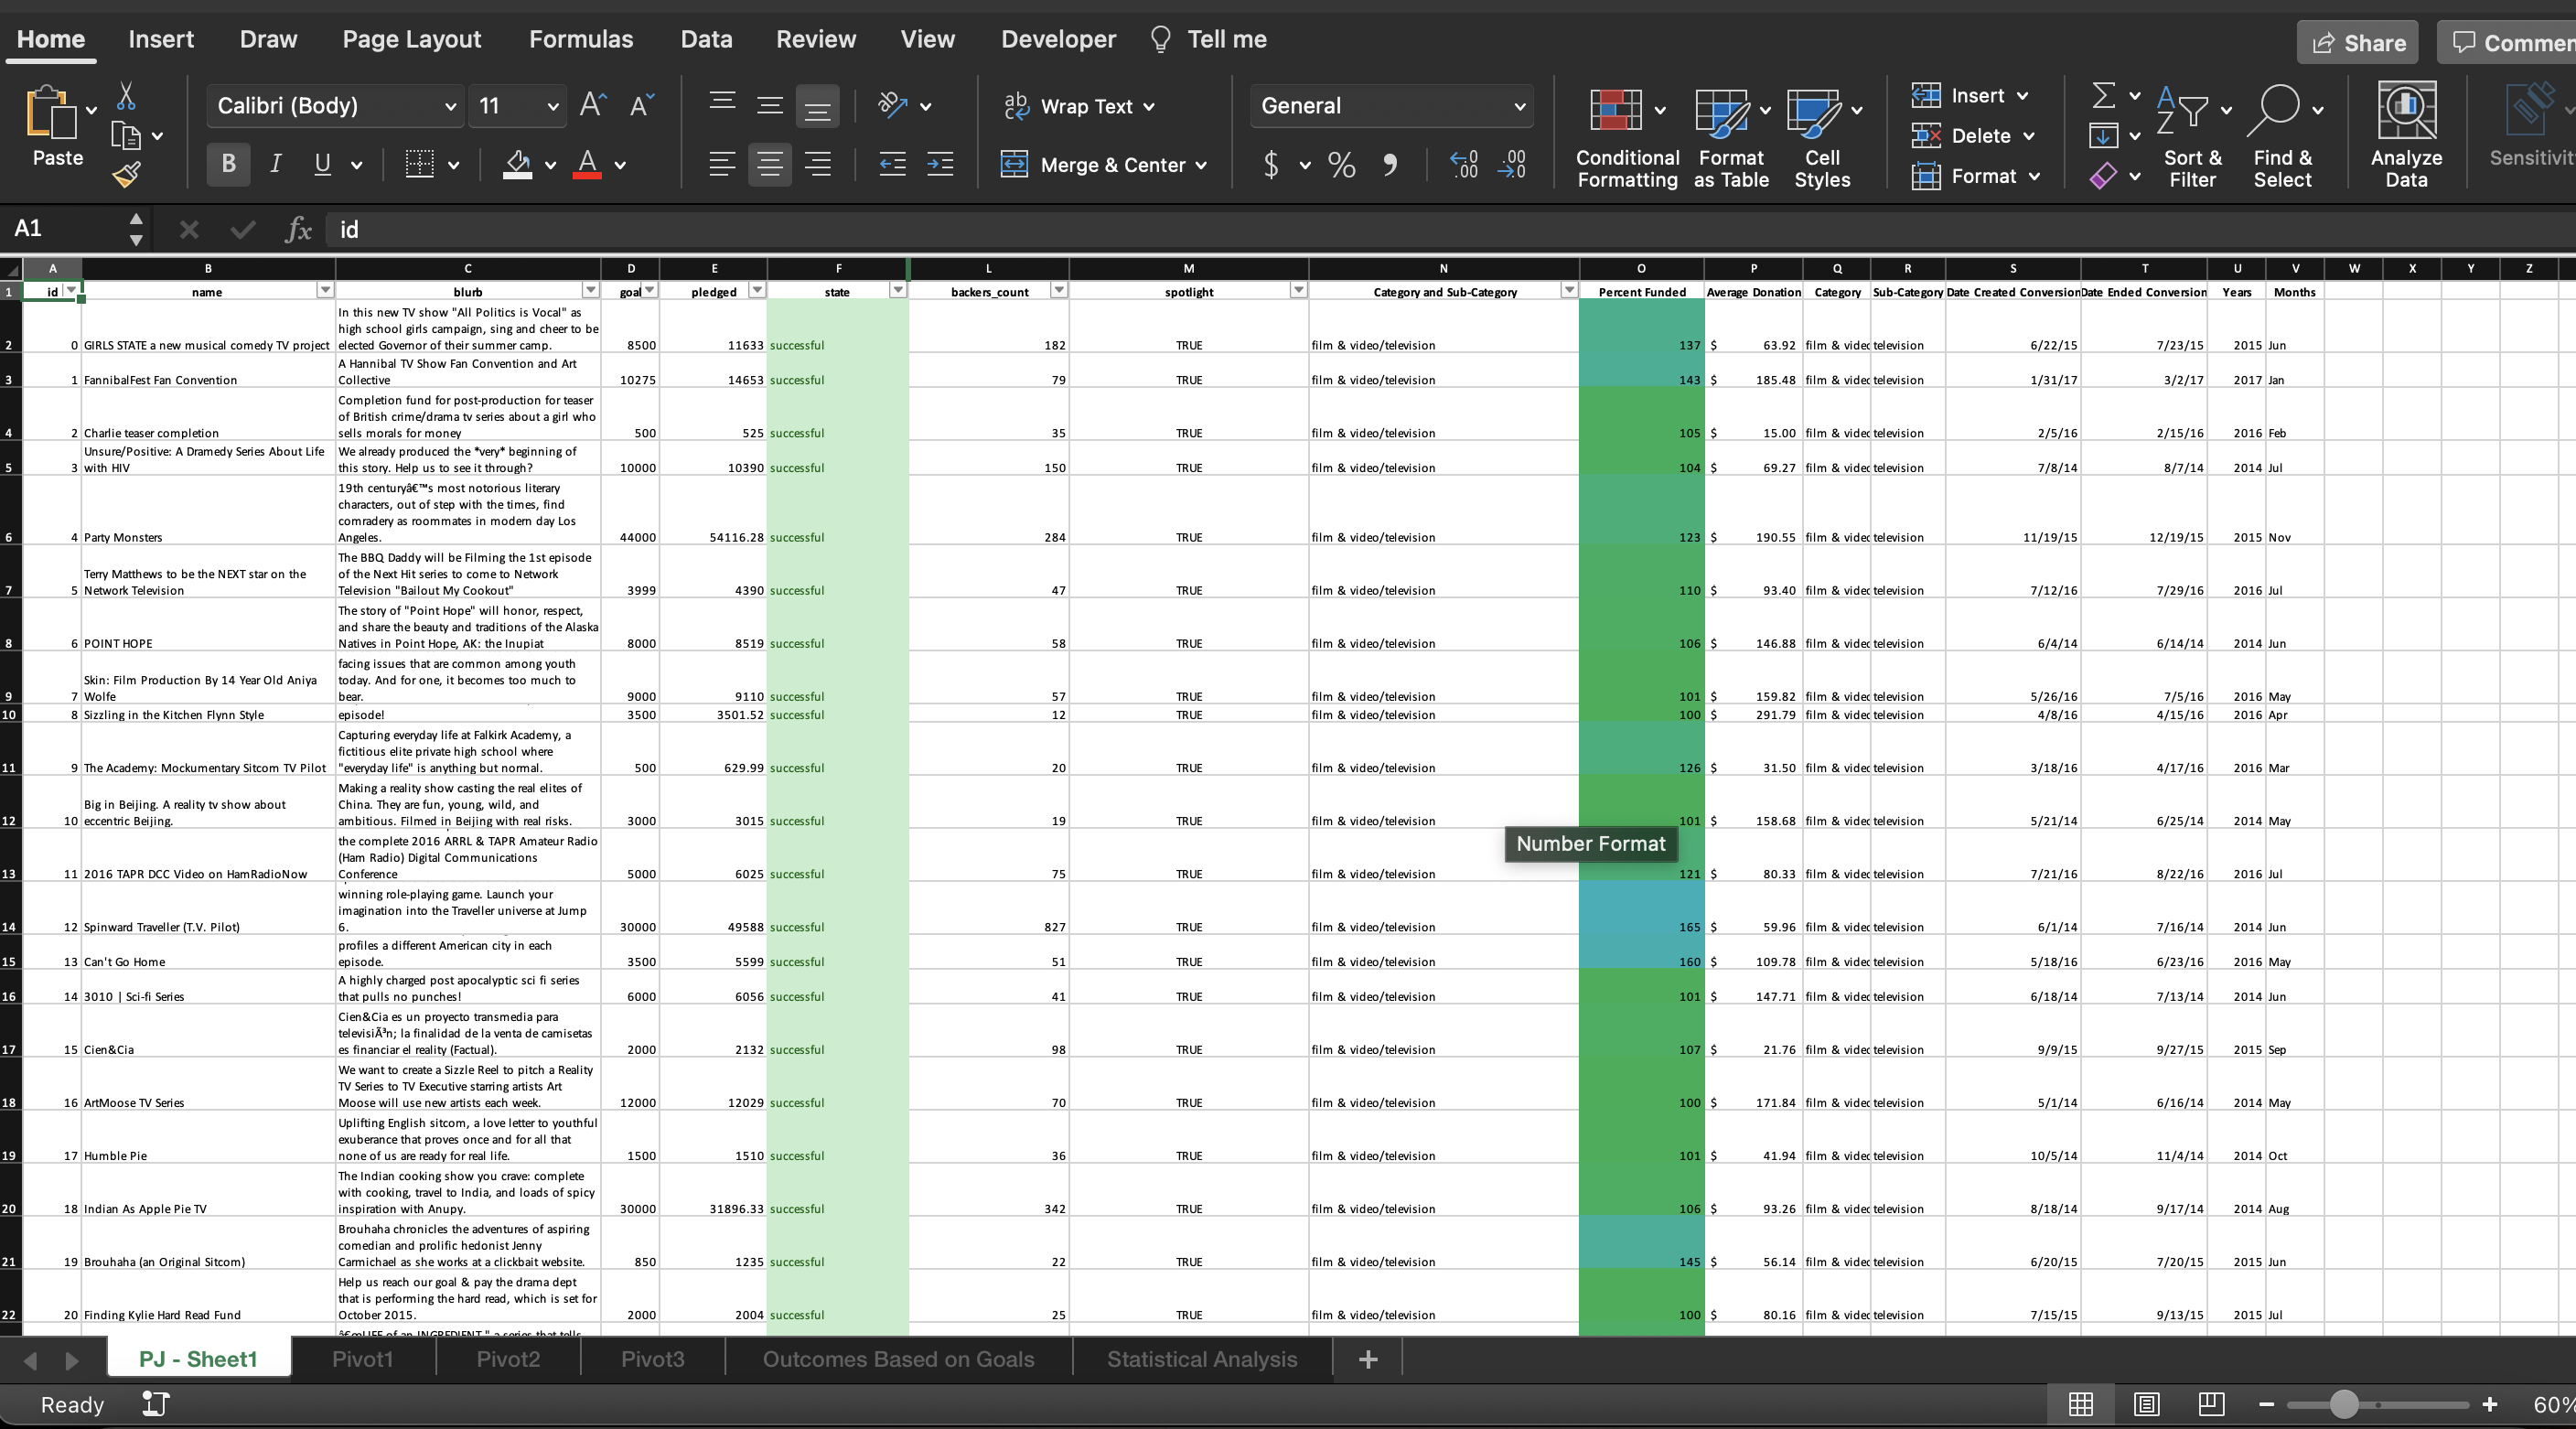 Home Insert Draw Page Layout Formulas Data Review View Developer Tell me Share
Calibri (Body) 11 Wrap Text General Insert
Paste Delete
B I U Merge & Center $ % Conditional Formatting Format as Table Cell Styles Format Sort & Filter Find & Select Analyze Data
A1 fx id
A B C D E F L M N O P Q R S T U V W X Y Z
1 id name blurb goal pledged state backers_count spotlight Category and Sub-Category Percent Funded Average Donation Category Sub-Category Date Created Conversion Date Ended Conversion Years Months
In this new TV show "All Politics is Vocal" as
high school girls campaign, sing and cheer to be
2 0 GIRLS STATE a new musical comedy TV project elected Governor of their summer camp. 8500 11633 successful 182 TRUE film & video/television 137 $ 63.92 film & videc television 6/22/15 7/23/15 2015 Jun
A Hannibal TV Show Fan Convention and Art
3 1 FannibalFest Fan Convention Collective 10275 14653 successful 79 TRUE film & video/television 143 $ 185.48 film & videc television 1/31/17 3/2/17 2017 Jan
Completion fund for post-production for teaser
of British crime/drama tv series about a girl who
4 2 Charlie teaser completion sells morals for money 500 525 successful 35 TRUE film & video/television 105 $ 15.00 film & videc television 2/5/16 2/15/16 2016 Feb
Unsure/Positive: A Dramedy Series About Life We already produced the *very* beginning of
5 3 with HIV this story. Help us to see it through? 10000 10390 successful 150 TRUE film & video/television 104 $ 69.27 film & videc television 7/8/14 8/7/14 2014 Jul
19th centuryâ€™s most notorious literary
characters, out of step with the times, find
comradery as roommates in modern day Los
6 4 Party Monsters Angeles. 44000 54116.28 successful 284 TRUE film & video/television 123 $ 190.55 film & videc television 11/19/15 12/19/15 2015 Nov
The BBQ Daddy will be Filming the 1st episode
Terry Matthews to be the NEXT star on the of the Next Hit series to come to Network
7 5 Network Television Television "Bailout My Cookout" 3999 4390 successful 47 TRUE film & video/television 110 $ 93.40 film & videc television 7/12/16 7/29/16 2016 Jul
The story of "Point Hope" will honor, respect,
and share the beauty and traditions of the Alaska
8 6 POINT HOPE Natives in Point Hope, AK: the Inupiat 8000 8519 successful 58 TRUE film & video/television 106 $ 146.88 film & videc television 6/4/14 6/14/14 2014 Jun
facing issues that are common among youth
Skin: Film Production By 14 Year Old Aniya today. And for one, it becomes too much to
9 7 Wolfe bear. 9000 9110 successful 57 TRUE film & video/television 101 $ 159.82 film & videc television 5/26/16 7/5/16 2016 May
10 8 Sizzling in the Kitchen Flynn Style episode! 3500 3501.52 successful 12 TRUE film & video/television 100 $ 291.79 film & videc television 4/8/16 4/15/16 2016 Apr
Capturing everyday life at Falkirk Academy, a
fictitious elite private high school where
11 9 The Academy: Mockumentary Sitcom TV Pilot "everyday life" is anything but normal. 500 629.99 successful 20 TRUE film & video/television 126 $ 31.50 film & videc television 3/18/16 4/17/16 2016 Mar
Making a reality show casting the real elites of
Big in Beijing. A reality tv show about China. They are fun, young, wild, and
12 10 eccentric Beijing. ambitious. Filmed in Beijing with real risks. 3000 3015 successful 19 TRUE film & video/television 101 $ 158.68 film & videc television 5/21/14 6/25/14 2014 May
Number Format
the complete 2016 ARRL & TAPR Amateur Radio
(Ham Radio) Digital Communications
13 11 2016 TAPR DCC Video on HamRadioNow Conference 5000 6025 successful 75 TRUE film & video/television 121 $ 80.33 film & videc television 7/21/16 8/22/16 2016 Jul
winning role-playing game. Launch your
imagination into the Traveller universe at Jump
14 12 Spinward Traveller (T.V. Pilot) 6. 30000 49588 successful 827 TRUE film & video/television 165 $ 59.96 film & videc television 6/1/14 7/16/14 2014 Jun
profiles a different American city in each
15 13 Can't Go Home episode. 3500 5599 successful 51 TRUE film & video/television 160 $ 109.78 film & videc television 5/18/16 6/23/16 2016 May
A highly charged post apocalyptic sci fi series
16 14 3010 | Sci-fi Series that pulls no punches! 6000 6056 successful 41 TRUE film & video/television 101 $ 147.71 film & videc television 6/18/14 7/13/14 2014 Jun
Cien&Cia es un proyecto transmedia para
televisiÃ³n; la finalidad de la venta de camisetas
17 15 Cien&Cia es financiar el reality (Factual). 2000 2132 successful 98 TRUE film & video/television 107 $ 21.76 film & videc television 9/9/15 9/27/15 2015 Sep
We want to create a Sizzle Reel to pitch a Reality
TV Series to TV Executive starring artists Art
18 16 ArtMoose TV Series Moose will use new artists each week. 12000 12029 successful 70 TRUE film & video/television 100 $ 171.84 film & videc television 5/1/14 6/16/14 2014 May
Uplifting English sitcom, a love letter to youthful
exuberance that proves once and for all that
19 17 Humble Pie none of us are ready for real life. 1500 1510 successful 36 TRUE film & video/television 101 $ 41.94 film & videc television 10/5/14 11/4/14 2014 Oct
The Indian cooking show you crave: complete
with cooking, travel to India, and loads of spicy
20 18 Indian As Apple Pie TV inspiration with Anupy. 30000 31896.33 successful 342 TRUE film & video/television 106 $ 93.26 film & videc television 8/18/14 9/17/14 2014 Aug
Brouhaha chronicles the adventures of aspiring
comedian and prolific hedonist Jenny
21 19 Brouhaha (an Original Sitcom) Carmichael as she works at a clickbait website. 850 1235 successful 22 TRUE film & video/television 145 $ 56.14 film & videc television 6/20/15 7/20/15 2015 Jun
Help us reach our goal & pay the drama dept
that is performing the hard read, which is set for
22 20 Finding Kylie Hard Read Fund October 2015. 2000 2004 successful 25 TRUE film & video/television 100 $ 80.16 film & videc television 7/15/15 9/13/15 2015 Jul
PJ - Sheet1 Pivot1 Pivot2 Pivot3 Outcomes Based on Goals Statistical Analysis +
Ready 60%